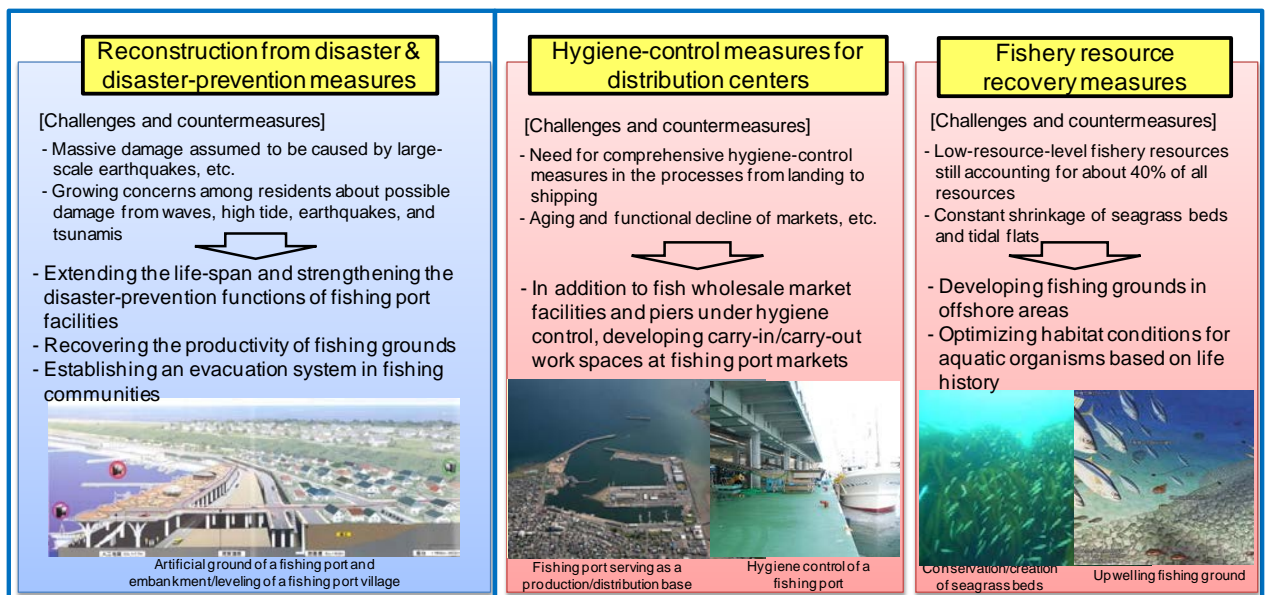 Reconstruction from disaster &
disaster-prevention measures
[Challenges and countermeasures]
- Massive damage assumed to be caused by large-
scale earthquakes, etc.
- Growing concerns among residents about possible
damage from waves, high tide, earthquakes, and
tsunamis
- Extending the life-span and strengthening the
disaster-prevention functions of fishing port
facilities
- Recovering the productivity of fishing grounds
- Establishing an evacuation system in fishing
communities
Artificial ground of a fishing port and
embankment/leveling of a fishing port village
Hygiene-control measures for
distribution centers
[Challenges and countermeasures]
- Need for comprehensive hygiene-control
measures in the processes from landing to
shipping
- Aging and functional decline of markets, etc.
- In addition to fish wholesale market
facilities and piers under hygiene
control, developing carry-in/carry-out
work spaces at fishing port markets
Fishing port serving as a
production/distribution base
Hygiene control of a
fishing port
Fishery resource
recovery measures
[Challenges and countermeasures]
- Low-resource-level fishery resources
still accounting for about 40% of all
resources
- Constant shrinkage of seagrass beds
and tidal flats
- Developing fishing grounds in
offshore areas
- Optimizing habitat conditions for
aquatic organisms based on life
history
Conservation/creation
of seagrass beds
Upwelling fishing ground